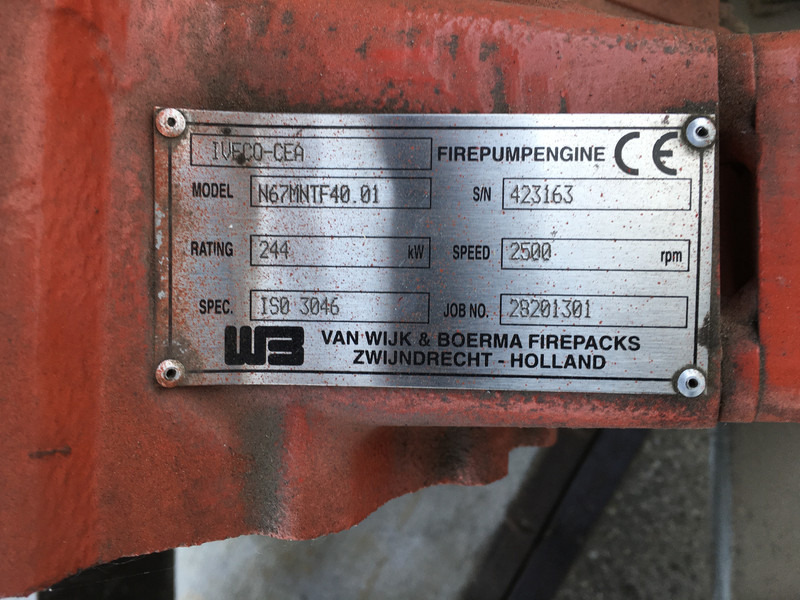 IVECO-CEA FIREPUMPENGINE CE
MODEL N67MNTF40.01 S/N 423163
RATING 244 kW SPEED 2500 rpm
SPEC. ISO 3046 JOB NO. 28201301
WB VAN WIJK & BOERMA FIREPACKS
ZWIJNDRECHT - HOLLAND